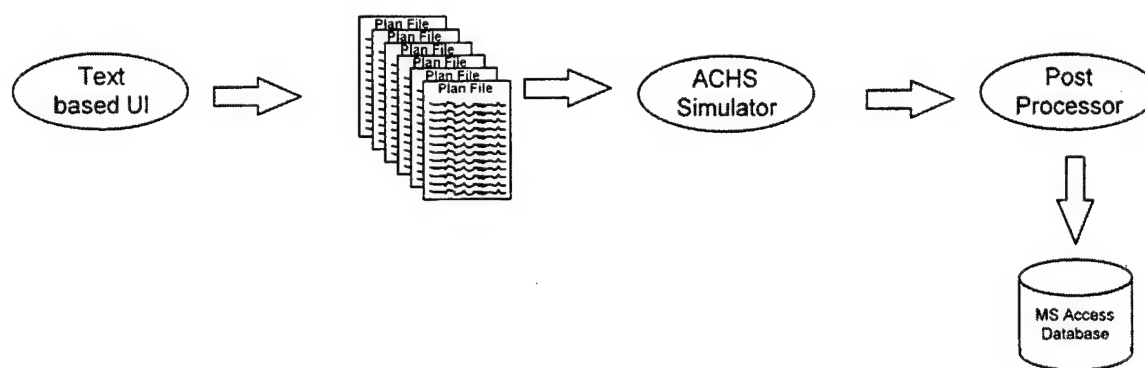 Text
based UI
Plan File
Plan File
Plan File
Plan File
Plan File
Plan File
ACHS
Simulator
Post
Processor
MS Access
Database